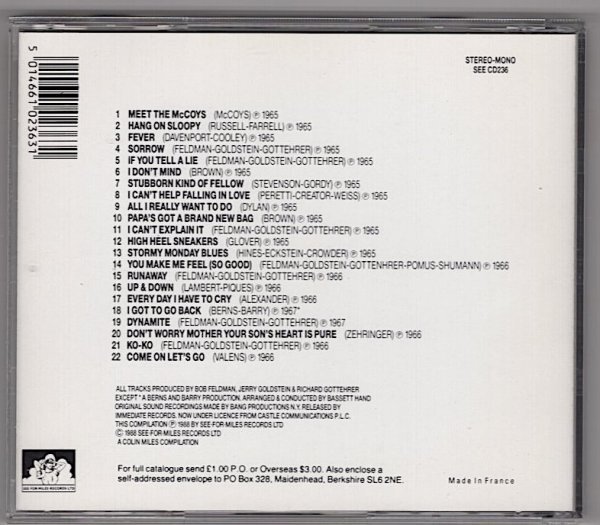 5 014661 023631
STEREO-MONO
SEE CD236
1 MEET THE McCOYS (McCOYS) ℗ 1965
2 HANG ON SLOOPY (RUSSELL-FARRELL) ℗ 1965
3 FEVER (DAVENPORT-COOLEY) ℗ 1965
4 SORROW (FELDMAN-GOLDSTEIN-GOTTEHRER) ℗ 1965
5 IF YOU TELL A LIE (FELDMAN-GOLDSTEIN-GOTTEHRER) ℗ 1965
6 I DON'T MIND (BROWN) ℗ 1965
7 STUBBORN KIND OF FELLOW (STEVENSON-GORDY) ℗ 1965
8 I CAN'T HELP FALLING IN LOVE (PERETTI-CREATOR-WEISS) ℗ 1965
9 ALL I REALLY WANT TO DO (DYLAN) ℗ 1965
10 PAPA'S GOT A BRAND NEW BAG (BROWN) ℗ 1965
11 I CAN'T EXPLAIN IT (FELDMAN-GOLDSTEIN-GOTTEHRER) ℗ 1965
12 HIGH HEEL SNEAKERS (GLOVER) ℗ 1965
13 STORMY MONDAY BLUES (HINES-ECKSTEIN-CROWDER) ℗ 1965
14 YOU MAKE ME FEEL (SO GOOD) (FELDMAN-GOLDSTEIN-GOTTENHRER-POMUS-SHUMANN) ℗ 1966
15 RUNAWAY (FELDMAN-GOLDSTEIN-GOTTEHRER) ℗ 1966
16 UP & DOWN (LAMBERT-PIQUES) ℗ 1966
17 EVERY DAY I HAVE TO CRY (ALEXANDER) ℗ 1966
18 I GOT TO GO BACK (BERNS-BARRY) ℗ 1967*
19 DYNAMITE (FELDMAN-GOLDSTEIN-GOTTEHRER) ℗ 1967
20 DON'T WORRY MOTHER YOUR SON'S HEART IS PURE (ZEHRINGER) ℗ 1966
21 KO-KO (FELDMAN-GOLDSTEIN-GOTTEHRER) ℗ 1966
22 COME ON LET'S GO (VALENS) ℗ 1966
ALL TRACKS PRODUCED BY BOB FELDMAN, JERRY GOLDSTEIN & RICHARD GOTTEHRER
EXCEPT * A BERNS AND BARRY PRODUCTION, ARRANGED & CONDUCTED BY BASSETT HAND
ORIGINAL SOUND RECORDINGS MADE BY BANG PRODUCTIONS N.Y. RELEASED BY
IMMEDIATE RECORDS. NOW UNDER LICENCE FROM CASTLE COMMUNICATIONS P.L.C.
THIS COMPILATION ℗ 1988 BY SEE-FOR-MILES RECORDS LTD
© 1988 SEE-FOR-MILES RECORDS LTD
A COLIN MILES COMPILATION
SEE FOR MILES RECORDS LTD
For full catalogue send £1.00 P.O. or Overseas $3.00. Also enclose a
self-addressed envelope to PO Box 328, Maidenhead, Berkshire SL6 2NE.
Made in France